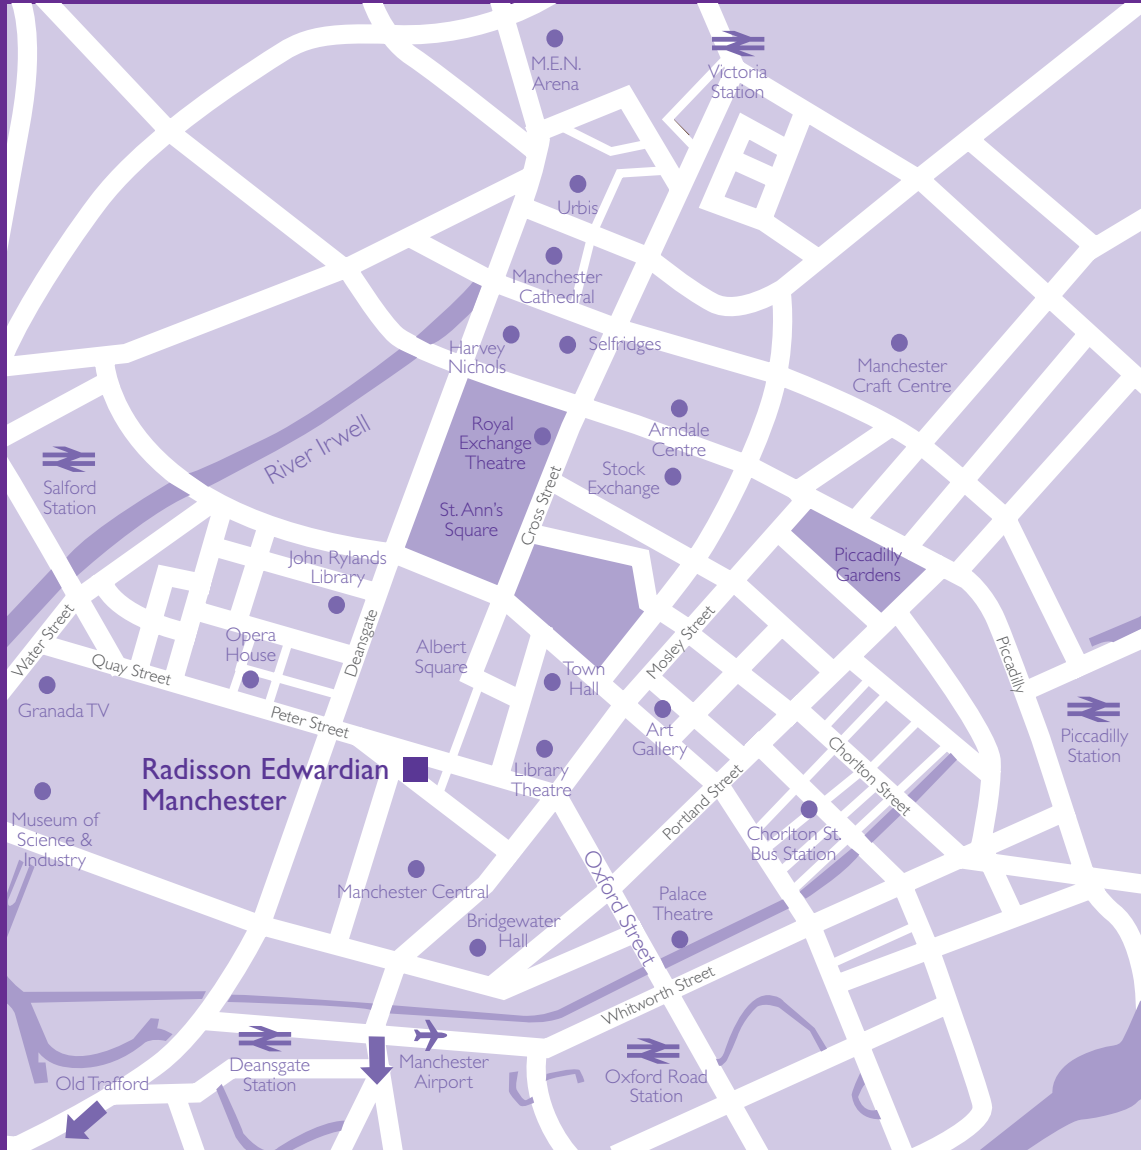 M.E.N.
Arena
Victoria
Station
Urbis
Manchester
Cathedral
Harvey
Nichols
Selfridges
Manchester
Craft Centre
River Irwell
Royal
Exchange
Theatre
Arndale
Centre
Stock
Exchange
Salford
Station
St. Ann's
Square
Cross Street
Piccadilly
Gardens
John Rylands
Library
Water Street
Opera
House
Deansgate
Albert
Square
Mosley Street
Quay Street
Town
Hall
Piccadilly
Granada TV
Peter Street
Art
Gallery
Piccadilly
Station
Radisson Edwardian
Manchester
Library
Theatre
Portland Street
Chorlton Street
Museum of
Science &
Industry
Chorlton St.
Bus Station
Manchester Central
Oxford Street
Palace
Theatre
Bridgewater
Hall
Whitworth Street
Deansgate
Station
Manchester
Airport
Oxford Road
Station
Old Trafford